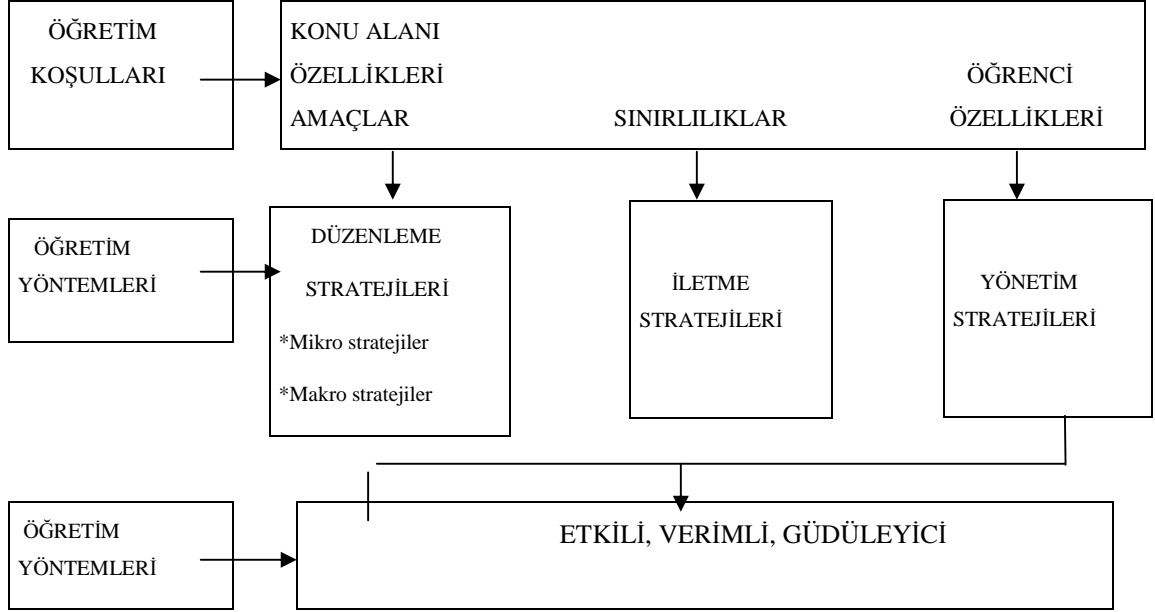 ÖĞRETİM
KOŞULLARI
KONU ALANI
ÖZELLİKLERİ
AMAÇLAR
SINIRLILIKLAR
ÖĞRENCİ
ÖZELLİKLERİ
ÖĞRETİM
YÖNTEMLERİ
DÜZENLEME
STRATEJİLERİ
*Mikro stratejiler
*Makro stratejiler
İLETME
STRATEJİLERİ
YÖNETİM
STRATEJİLERİ
ÖĞRETİM
YÖNTEMLERİ
ETKİLİ, VERİMLİ, GÜDÜLEYİCİ